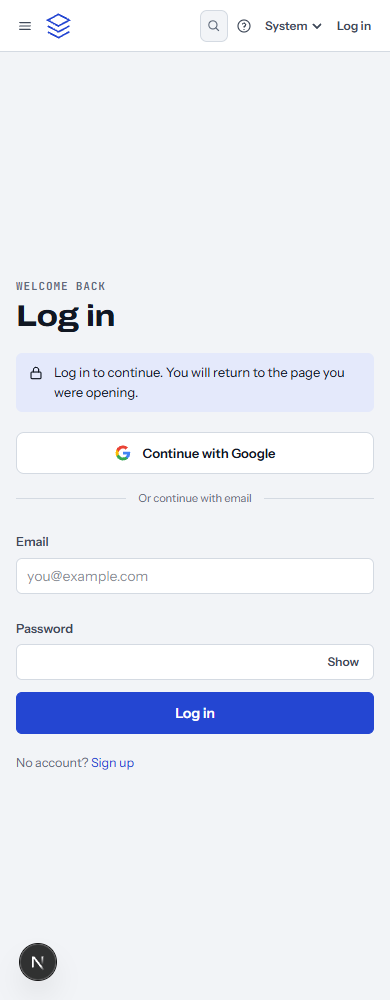 System
Log in
WELCOME BACK
Log in
Log in to continue. You will return to the page you
were opening.
Continue with Google
Or continue with email
Email
you@example.com
Password
Show
Log in
No account? Sign up
N